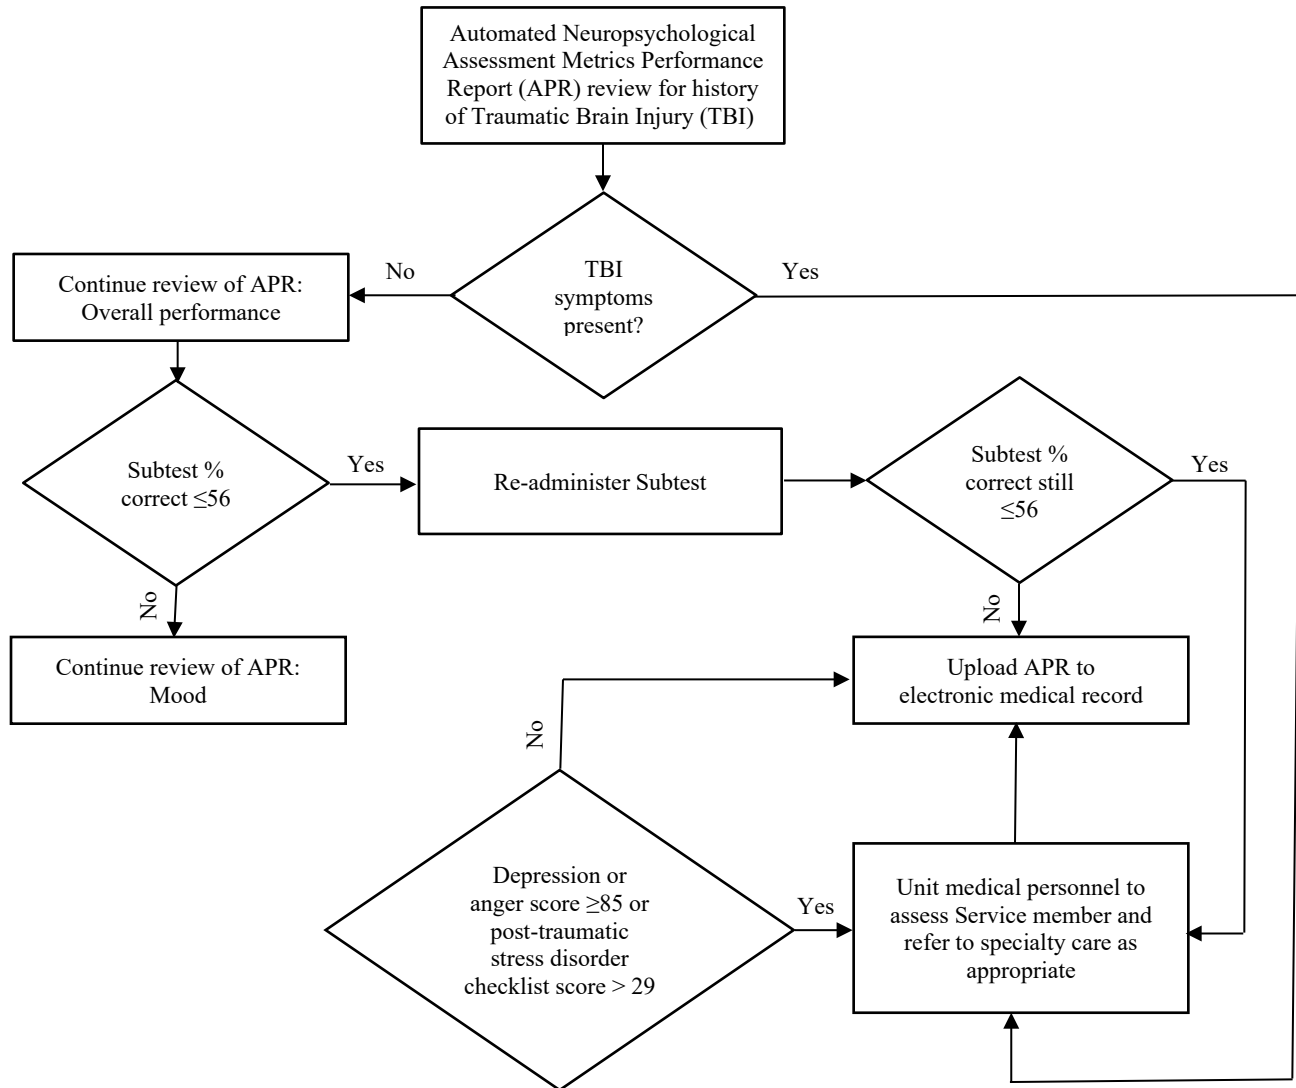 Automated Neuropsychological
Assessment Metrics Performance
Report (APR) review for history
of Traumatic Brain Injury (TBI)
No
TBI
symptoms
present?
Yes
Continue review of APR:
Overall performance
Subtest %
correct ≤56
Yes
Re-administer Subtest
Subtest %
correct still
≤56
Yes
No
No
Continue review of APR:
Mood
Upload APR to
electronic medical record
No
Depression or
anger score ≥85 or
post-traumatic
stress disorder
checklist score > 29
Yes
Unit medical personnel to
assess Service member and
refer to specialty care as
appropriate